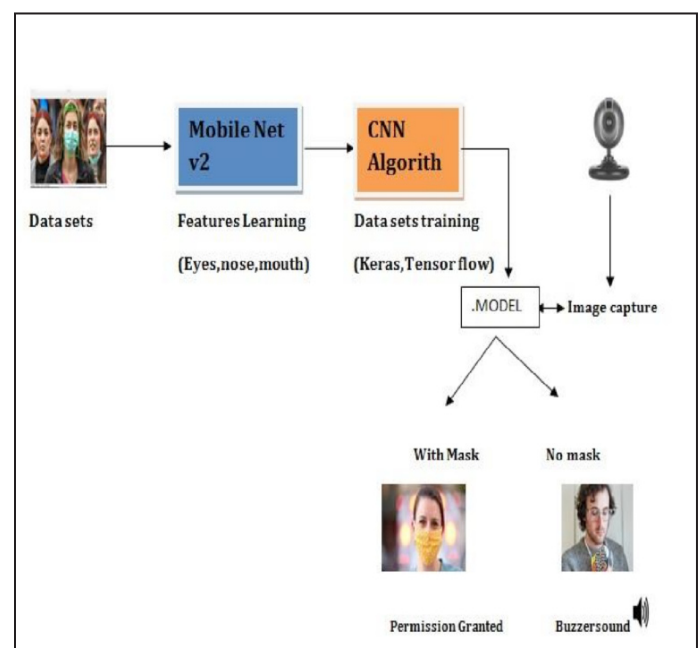 Mobile Net
v2
CNN
Algorith
Data sets
Features Learning
(Eyes,nose,mouth)
Data sets training
(Keras,Tensor flow)
.MODEL
Image capture
With Mask
No mask
Permission Granted
Buzzersound